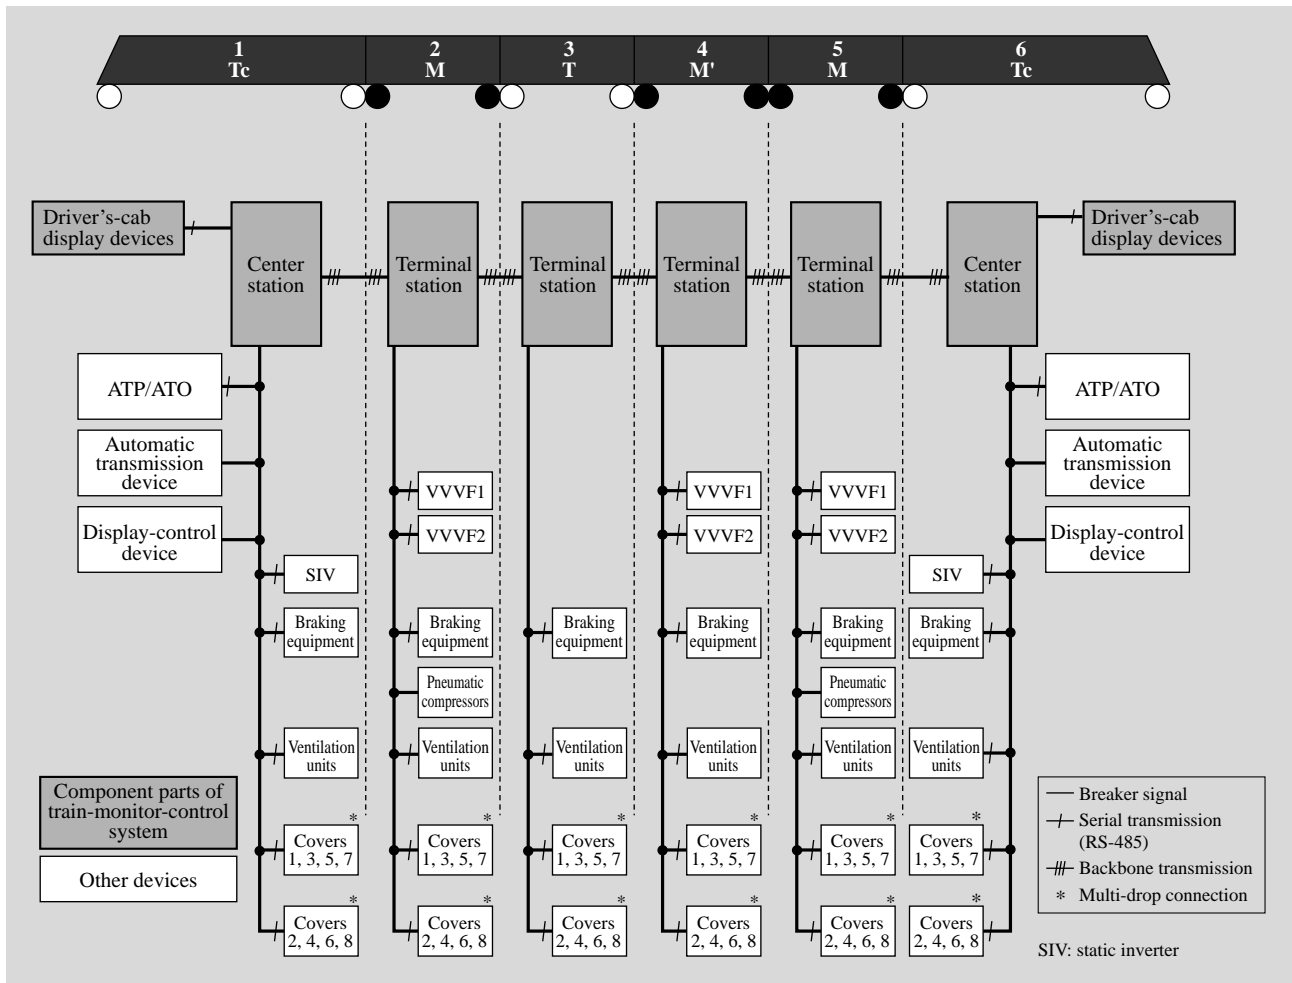 1
Tc
2
M
3
T
4
M'
5
M
6
Tc
Driver's-cab
display devices
Center
station
Terminal
station
Terminal
station
Terminal
station
Terminal
station
Center
station
Driver's-cab
display devices
ATP/ATO
Automatic
transmission
device
Display-control
device
SIV
Braking
equipment
Ventilation
units
*
Covers
1, 3, 5, 7
*
Covers
2, 4, 6, 8
VVVF1
VVVF2
Braking
equipment
Pneumatic
compressors
Ventilation
units
*
Covers
1, 3, 5, 7
*
Covers
2, 4, 6, 8
Braking
equipment
Ventilation
units
*
Covers
1, 3, 5, 7
*
Covers
2, 4, 6, 8
VVVF1
VVVF2
Braking
equipment
Ventilation
units
*
Covers
1, 3, 5, 7
*
Covers
2, 4, 6, 8
VVVF1
VVVF2
Braking
equipment
Pneumatic
compressors
Ventilation
units
*
Covers
1, 3, 5, 7
*
Covers
2, 4, 6, 8
SIV
Braking
equipment
Ventilation
units
*
Covers
1, 3, 5, 7
*
Covers
2, 4, 6, 8
ATP/ATO
Automatic
transmission
device
Display-control
device
Component parts of
train-monitor-control
system
Other devices
Breaker signal
Serial transmission
(RS-485)
Backbone transmission
* Multi-drop connection
SIV: static inverter